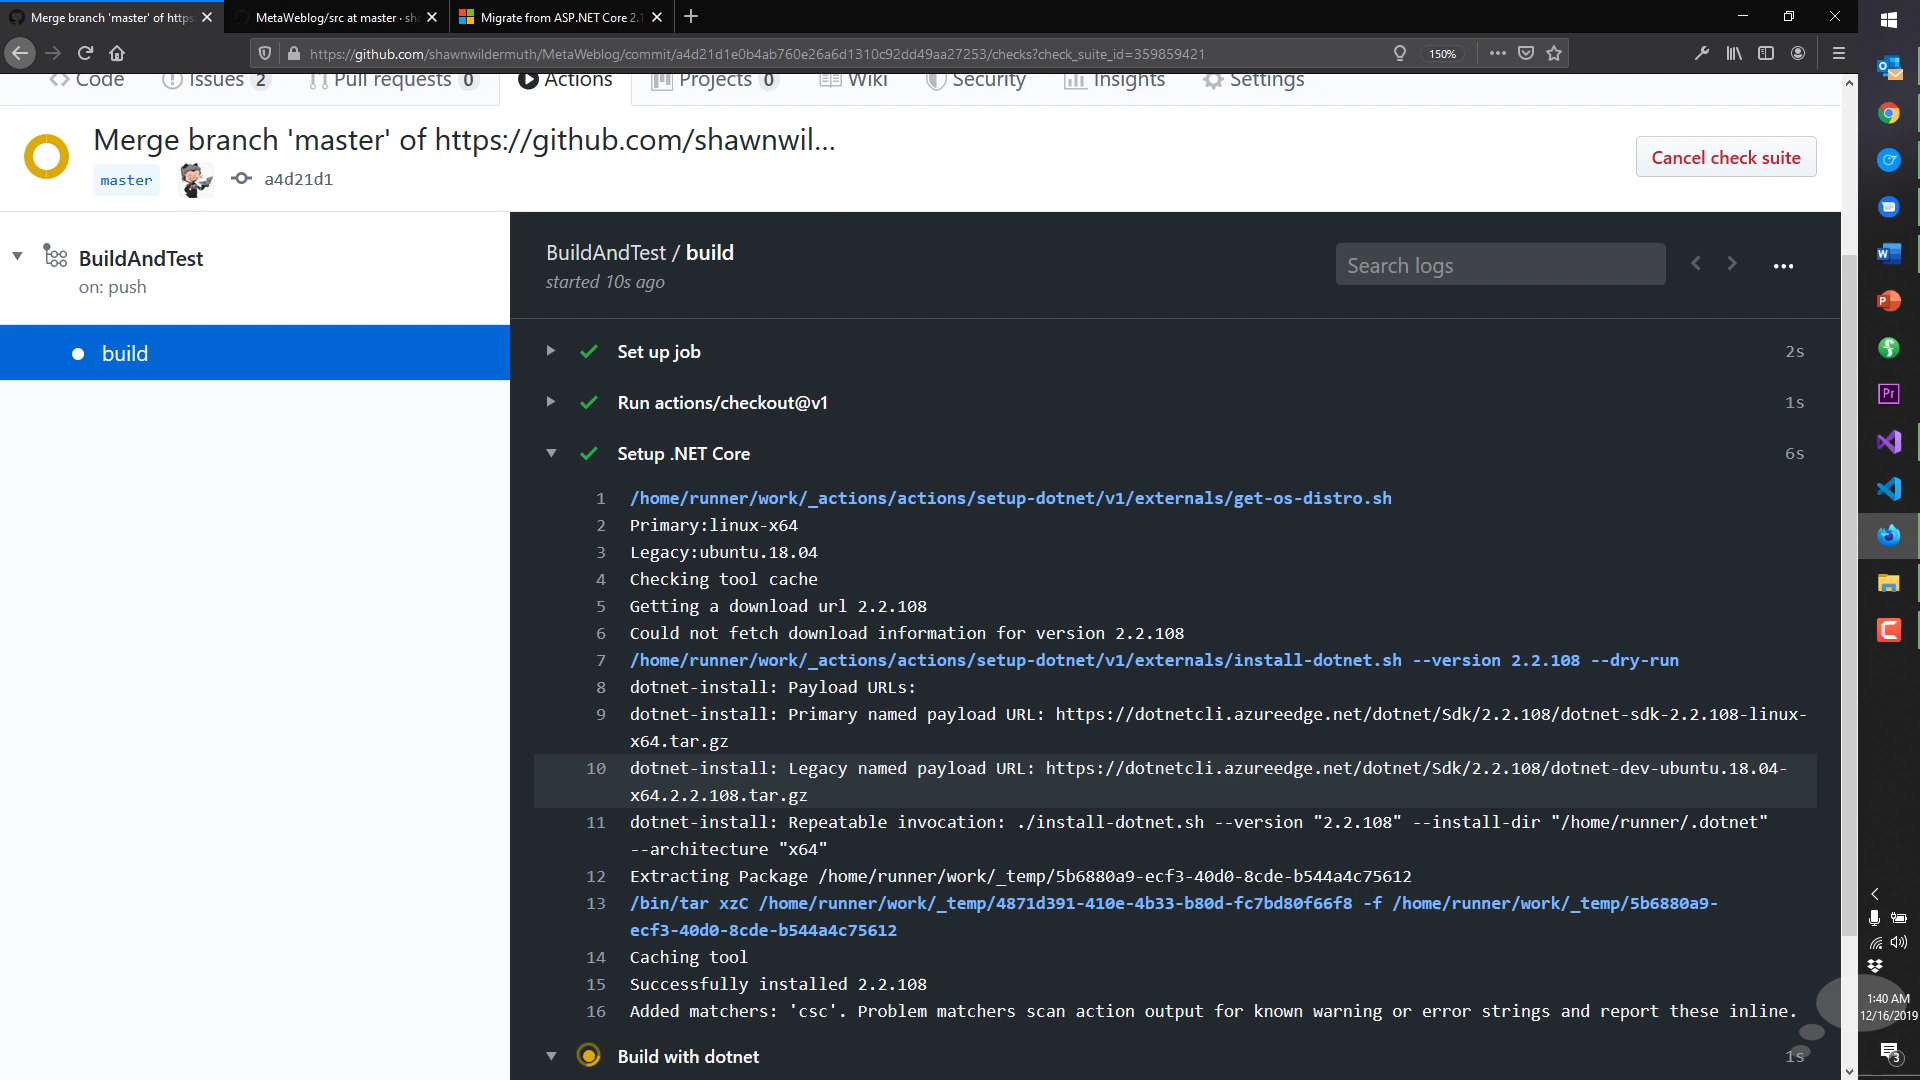 Merge branch 'master' of https
MetaWeblog/src at master · sh
Migrate from ASP.NET Core 2.1
https://github.com/shawnwildermuth/MetaWeblog/commit/a4d21d1e0b4ab760e26a6d1310c92dd49aa27253/checks?check_suite_id=359859421
150%
Code
Issues 2
Pull requests 0
Actions
Projects 0
Wiki
Security
Insights
Settings
Merge branch 'master' of https://github.com/shawnwil...
master
a4d21d1
Cancel check suite
BuildAndTest
on: push
build
BuildAndTest / build
started 10s ago
Search logs
Set up job
2s
Run actions/checkout@v1
1s
Setup .NET Core
6s
1 /home/runner/work/_actions/actions/setup-dotnet/v1/externals/get-os-distro.sh
2 Primary:linux-x64
3 Legacy:ubuntu.18.04
4 Checking tool cache
5 Getting a download url 2.2.108
6 Could not fetch download information for version 2.2.108
7 /home/runner/work/_actions/actions/setup-dotnet/v1/externals/install-dotnet.sh --version 2.2.108 --dry-run
8 dotnet-install: Payload URLs:
9 dotnet-install: Primary named payload URL: https://dotnetcli.azureedge.net/dotnet/Sdk/2.2.108/dotnet-sdk-2.2.108-linux-
x64.tar.gz
10 dotnet-install: Legacy named payload URL: https://dotnetcli.azureedge.net/dotnet/Sdk/2.2.108/dotnet-dev-ubuntu.18.04-
x64.2.2.108.tar.gz
11 dotnet-install: Repeatable invocation: ./install-dotnet.sh --version "2.2.108" --install-dir "/home/runner/.dotnet"
--architecture "x64"
12 Extracting Package /home/runner/work/_temp/5b6880a9-ecf3-40d0-8cde-b544a4c75612
13 /bin/tar xzC /home/runner/work/_temp/4871d391-410e-4b33-b80d-fc7bd80f66f8 -f /home/runner/work/_temp/5b6880a9-
ecf3-40d0-8cde-b544a4c75612
14 Caching tool
15 Successfully installed 2.2.108
16 Added matchers: 'csc'. Problem matchers scan action output for known warning or error strings and report these inline.
Build with dotnet
1s
1:40 AM
12/16/2019
3